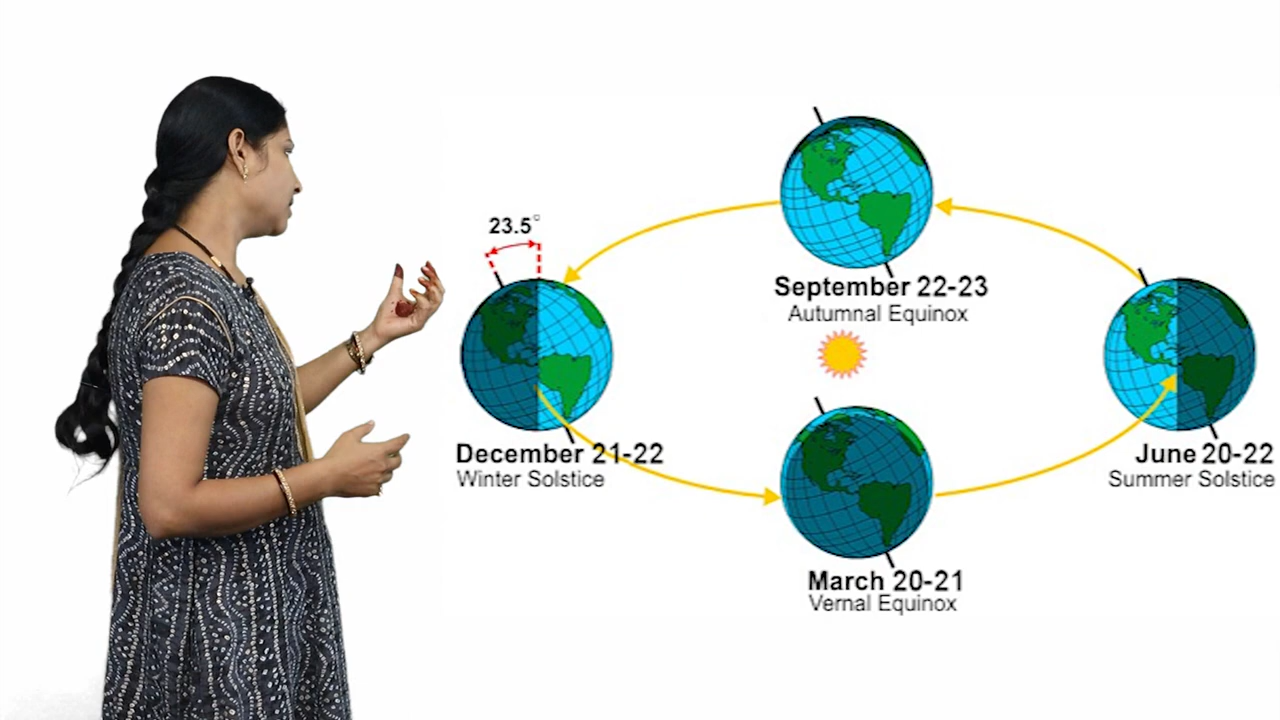 23.5°
September 22-23
Autumnal Equinox
December 21-22
Winter Solstice
June 20-22
Summer Solstice
March 20-21
Vernal Equinox